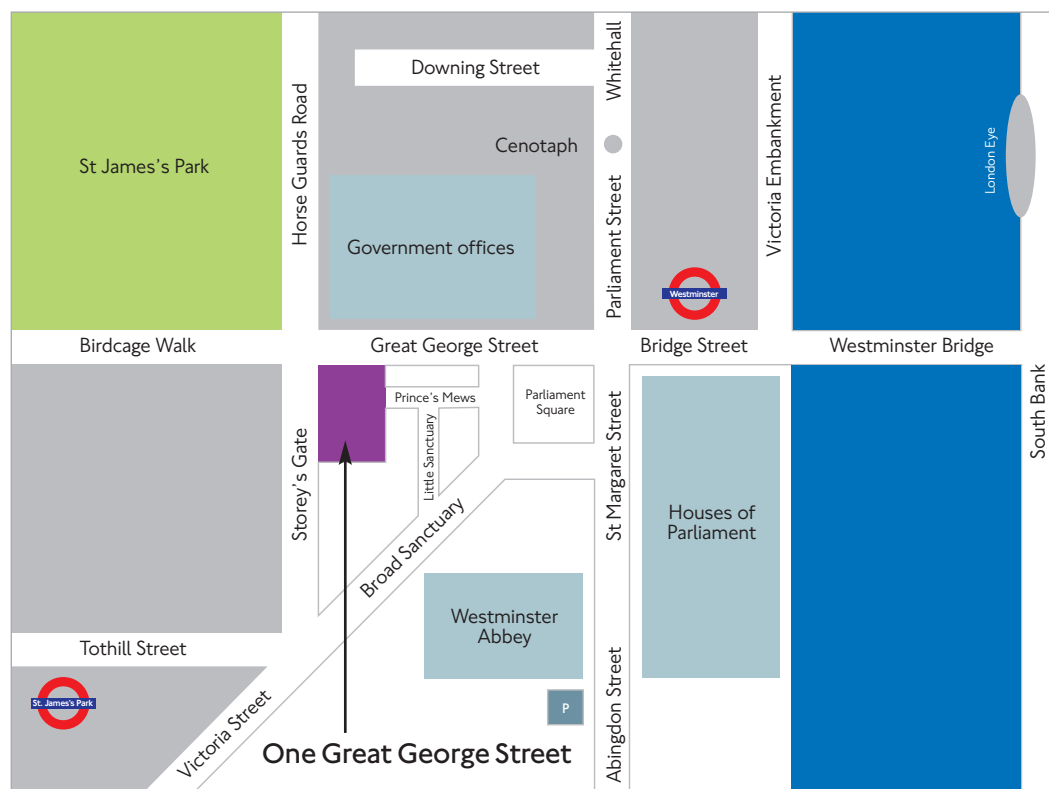 Downing Street
Whitehall
Cenotaph
St James's Park
Horse Guards Road
Government offices
Parliament Street
Victoria Embankment
London Eye
Westminster
Birdcage Walk
Great George Street
Bridge Street
Westminster Bridge
South Bank
Prince's Mews
Parliament
Square
Little Sanctuary
Storey's Gate
St Margaret Street
Broad Sanctuary
Houses of
Parliament
Westminster
Abbey
Tothill Street
St. James's Park
Victoria Street
P
Abingdon Street
One Great George Street